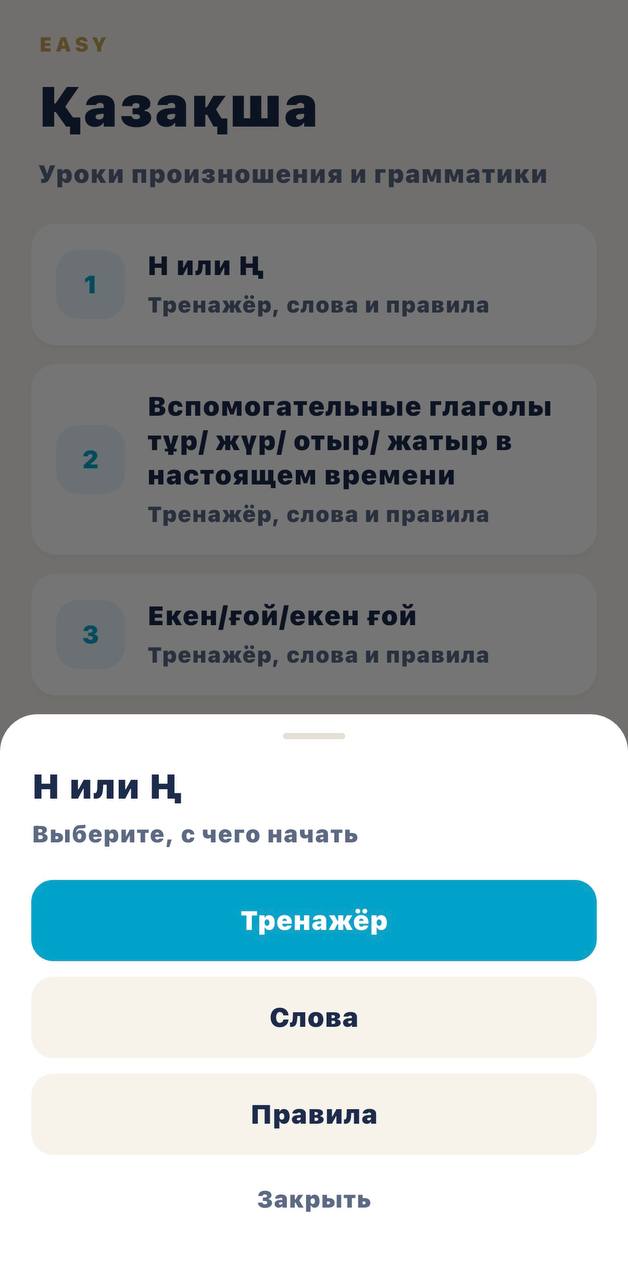 EASY
Қазақша
Уроки произношения и грамматики
1
Н или Ң
Тренажёр, слова и правила
2
Вспомогательные глаголы
тұр/ жүр/ отыр/ жатыр в
настоящем времени
Тренажёр, слова и правила
3
Екен/ғой/екен ғой
Тренажёр, слова и правила
Н или Ң
Выберите, с чего начать
Тренажёр
Слова
Правила
Закрыть